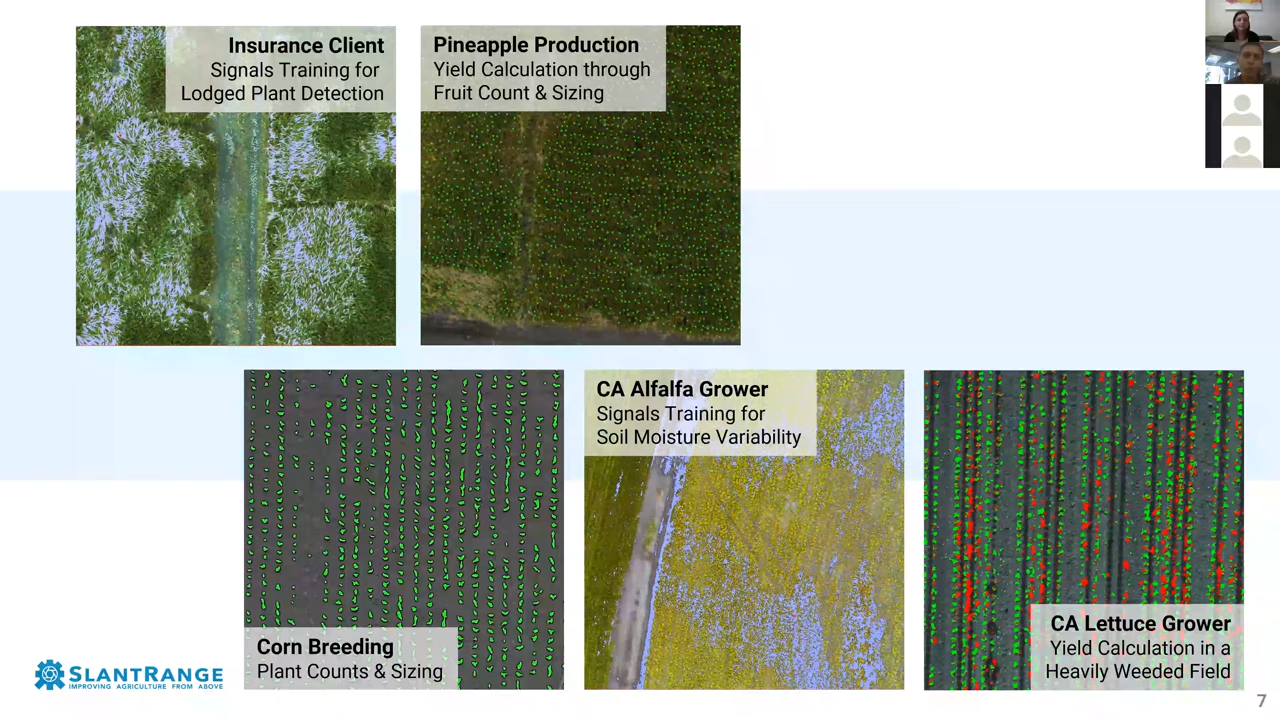 Insurance Client
Signals Training for
Lodged Plant Detection
Pineapple Production
Yield Calculation through
Fruit Count & Sizing
Corn Breeding
Plant Counts & Sizing
CA Alfalfa Grower
Signals Training for
Soil Moisture Variability
CA Lettuce Grower
Yield Calculation in a
Heavily Weeded Field
SLANTRANGE
IMPROVING AGRICULTURE FROM ABOVE
7